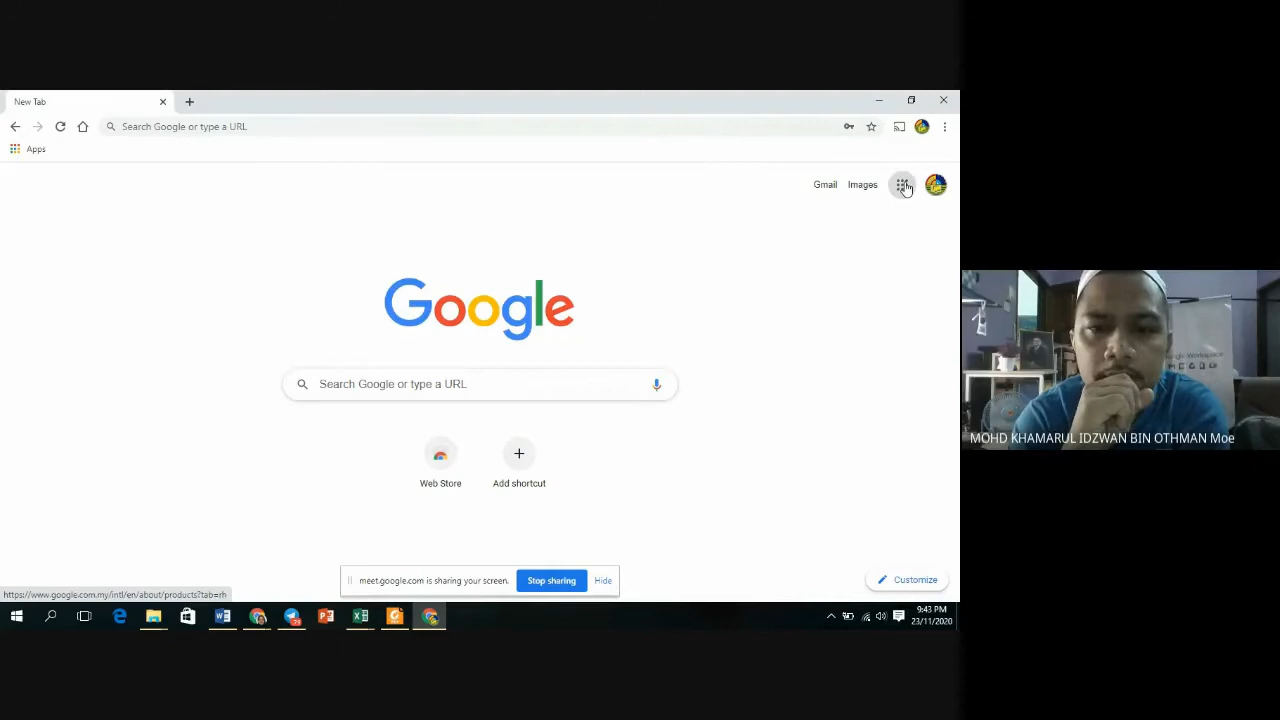 New Tab
Search Google or type a URL
Apps
Gmail Images
Google
Search Google or type a URL
Web Store Add shortcut
meet.google.com is sharing your screen. Stop sharing Hide
Customize
https://www.google.com.my/intl/en/about/products?tab=rh
9:43 PM
23/11/2020
Google Workspace
MOHD KHAMARUL IDZWAN BIN OTHMAN Moe